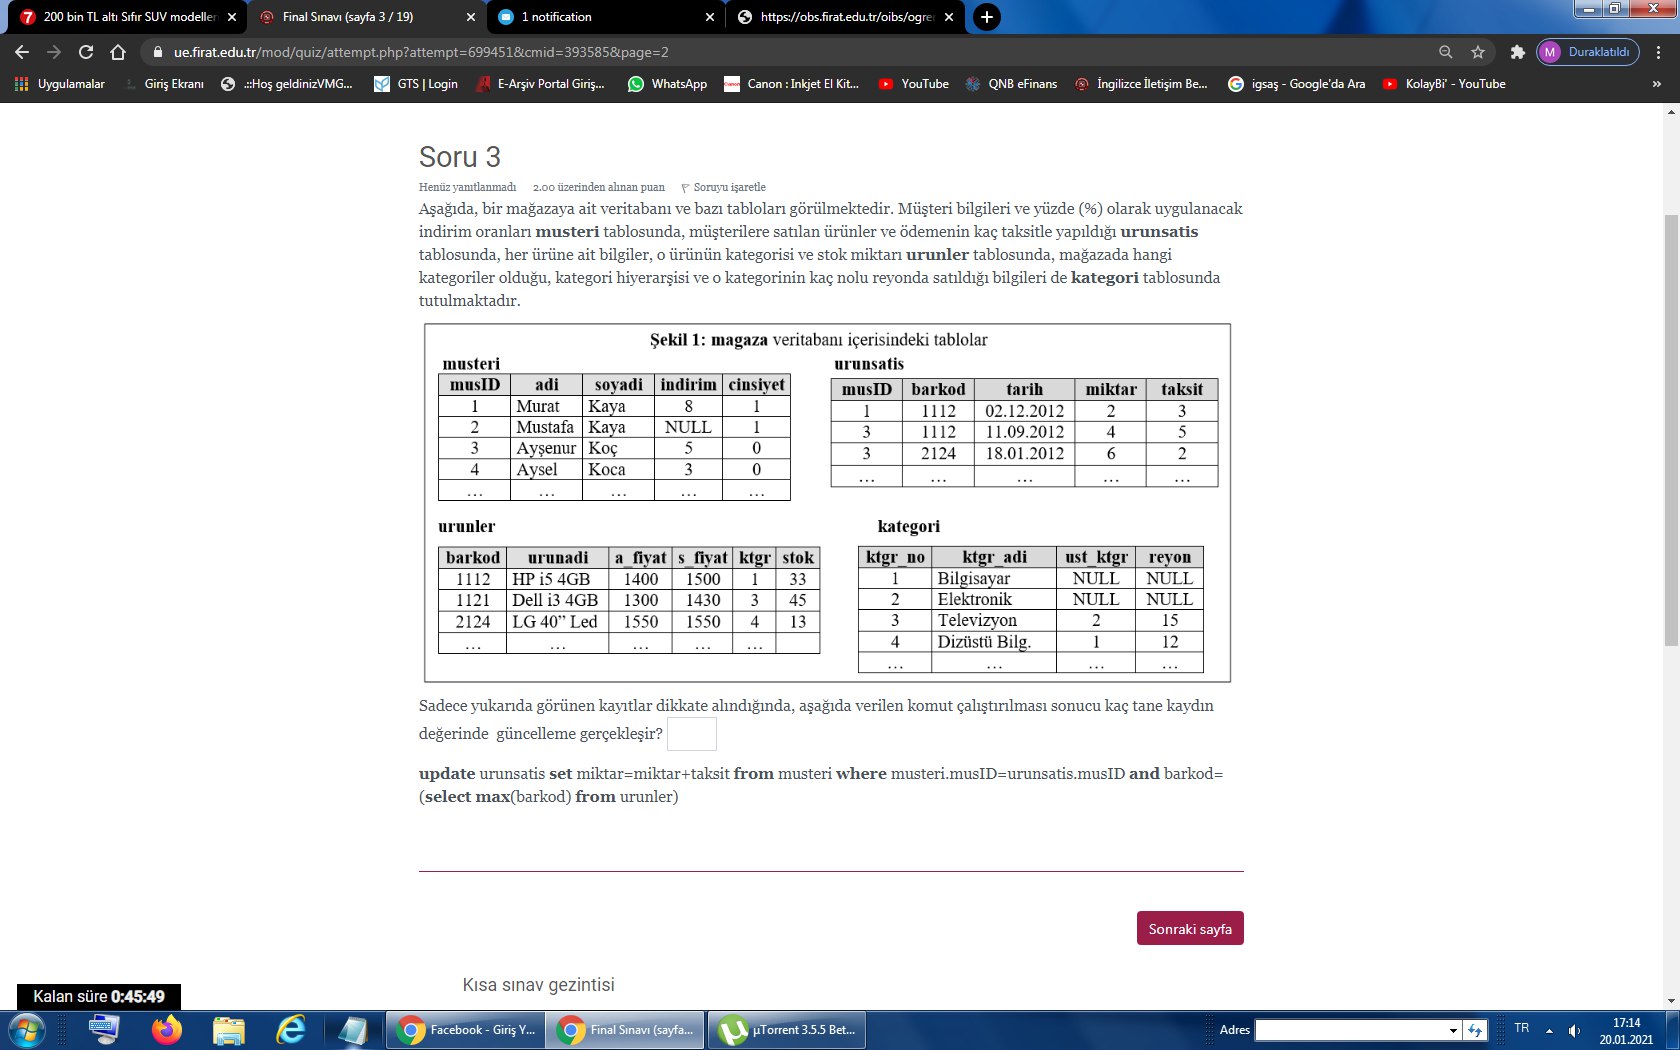 200 bin TL altı Sıfır SUV modeller
Final Sınavı (sayfa 3 / 19)
1 notification
https://obs.firat.edu.tr/oibs/ogre
ue.firat.edu.tr/mod/quiz/attempt.php?attempt=699451&cmid=393585&page=2
M Duraklatıldı
Uygulamalar Giriş Ekranı .::Hoş geldinizVMG... GTS | Login E-Arşiv Portal Giriş... WhatsApp Canon : Inkjet El Kit... YouTube QNB eFinans İngilizce İletişim Be... igsaş - Google'da Ara KolayBi' - YouTube »
Soru 3
Henüz yanıtlanmadı 2.00 üzerinden alınan puan Soruyu işaretle
Aşağıda, bir mağazaya ait veritabanı ve bazı tabloları görülmektedir. Müşteri bilgileri ve yüzde (%) olarak uygulanacak
indirim oranları musteri tablosunda, müşterilere satılan ürünler ve ödemenin kaç taksitle yapıldığı urunsatis
tablosunda, her ürüne ait bilgiler, o ürünün kategorisi ve stok miktarı urunler tablosunda, mağazada hangi
kategoriler olduğu, kategori hiyerarşisi ve o kategorinin kaç nolu reyonda satıldığı bilgileri de kategori tablosunda
tutulmaktadır.
Şekil 1: magaza veritabanı içerisindeki tablolar
musteri
musID adi soyadi indirim cinsiyet
1 Murat Kaya 8 1
2 Mustafa Kaya NULL 1
3 Ayşenur Koç 5 0
4 Aysel Koca 3 0
... ... ... ... ...
urunsatis
musID barkod tarih miktar taksit
1 1112 02.12.2012 2 3
3 1112 11.09.2012 4 5
3 2124 18.01.2012 6 2
... ... ... ... ...
urunler
barkod urunadi a_fiyat s_fiyat ktgr stok
1112 HP i5 4GB 1400 1500 1 33
1121 Dell i3 4GB 1300 1430 3 45
2124 LG 40” Led 1550 1550 4 13
... ... ... ... ...
kategori
ktgr_no ktgr_adi ust_ktgr reyon
1 Bilgisayar NULL NULL
2 Elektronik NULL NULL
3 Televizyon 2 15
4 Dizüstü Bilg. 1 12
... ... ... ...
Sadece yukarıda görünen kayıtlar dikkate alındığında, aşağıda verilen komut çalıştırılması sonucu kaç tane kaydın
değerinde güncelleme gerçekleşir?
update urunsatis set miktar=miktar+taksit from musteri where musteri.musID=urunsatis.musID and barkod=
(select max(barkod) from urunler)
Sonraki sayfa
Kısa sınav gezintisi
Kalan süre 0:45:49
Facebook - Giriş Y...
Final Sınavı (sayfa...
µTorrent 3.5.5 Bet...
Adres
TR
17:14
20.01.2021